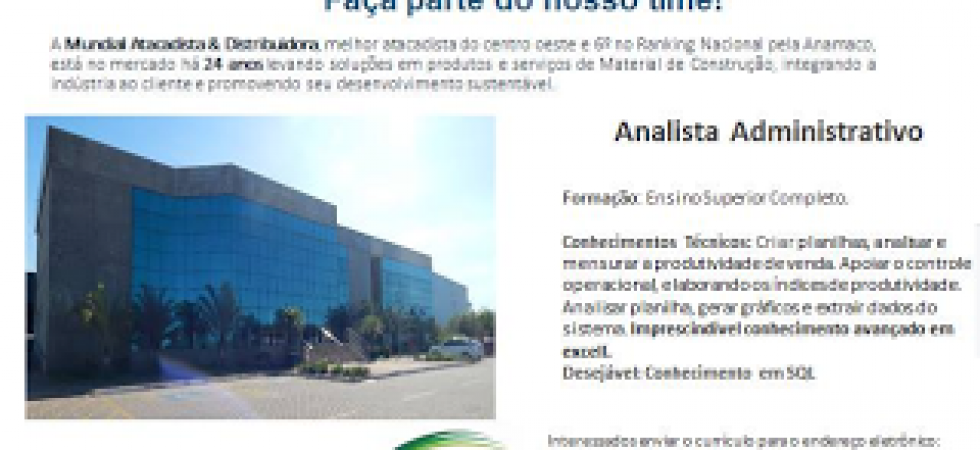 Faça parte do nosso time!
A Mundial Atacadista & Distribuidora, melhor atacadista do centro oeste e 6º no Ranking Nacional pela Anamaco,
está no mercado há 24 anos levando soluções em produtos e serviços de Material de Construção, integrando a
indústria ao cliente e promovendo seu desenvolvimento sustentável.
Analista Administrativo
Formação: Ensino Superior Completo.
Conhecimentos Técnicos: Criar planilhas, analisar e
mensurar a produtividade de venda. Apoiar o controle
operacional, elaborando os índices de produtividade.
Analizar planilha, gerar gráficos e extrair dados do
sistema. Imprescindível conhecimento avançado em
excell.
Desejável: Conhecimento em SQL
Interessados enviar o currículo para o endereço eletrônico: